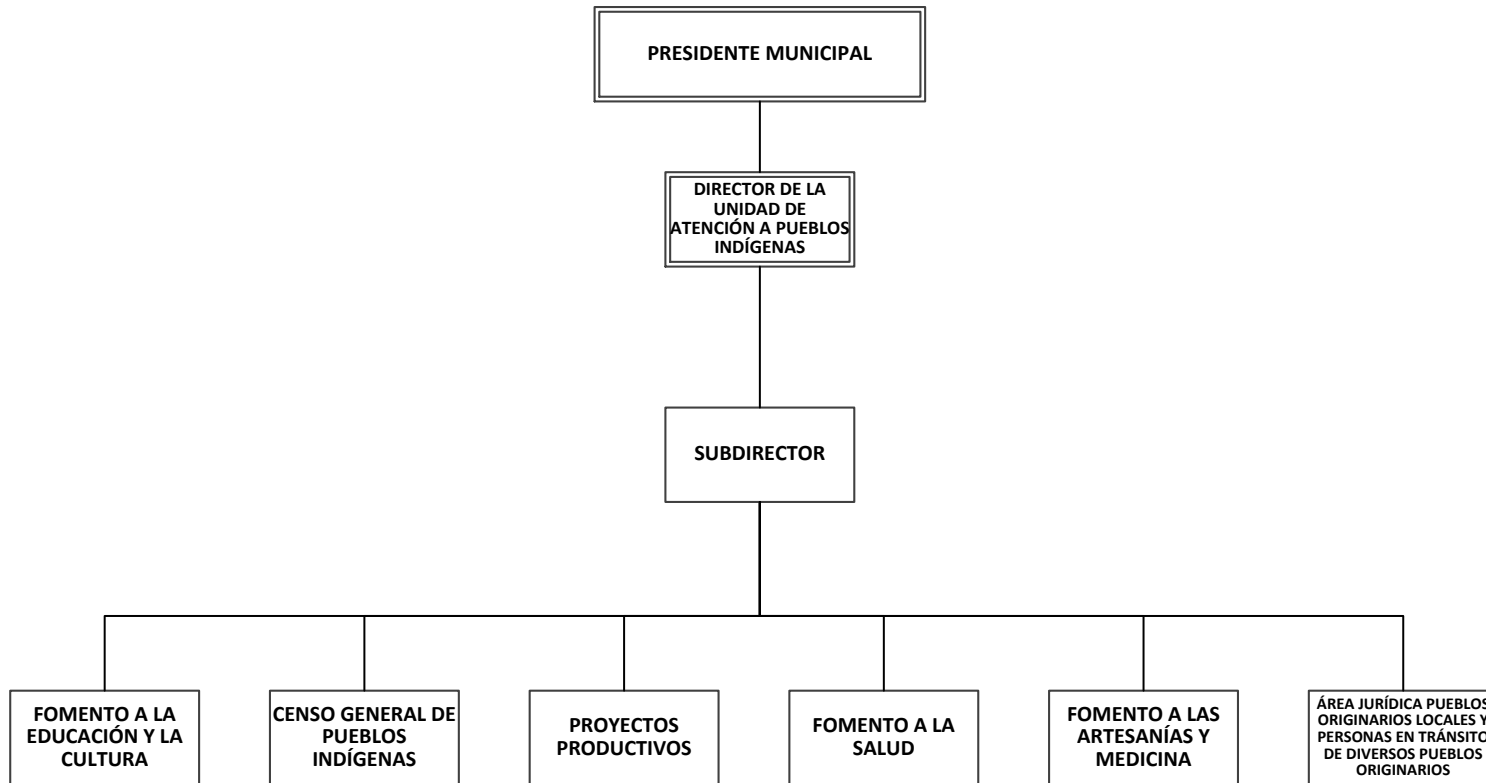 PRESIDENTE MUNICIPAL
DIRECTOR DE LA
UNIDAD DE
ATENCIÓN A PUEBLOS
INDÍGENAS
SUBDIRECTOR
FOMENTO A LA
EDUCACIÓN Y LA
CULTURA
CENSO GENERAL DE
PUEBLOS
INDÍGENAS
PROYECTOS
PRODUCTIVOS
FOMENTO A LA
SALUD
FOMENTO A LAS
ARTESANÍAS Y
MEDICINA
ÁREA JURÍDICA PUEBLOS
ORIGINARIOS LOCALES Y
PERSONAS EN TRÁNSITO
DE DIVERSOS PUEBLOS
ORIGINARIOS